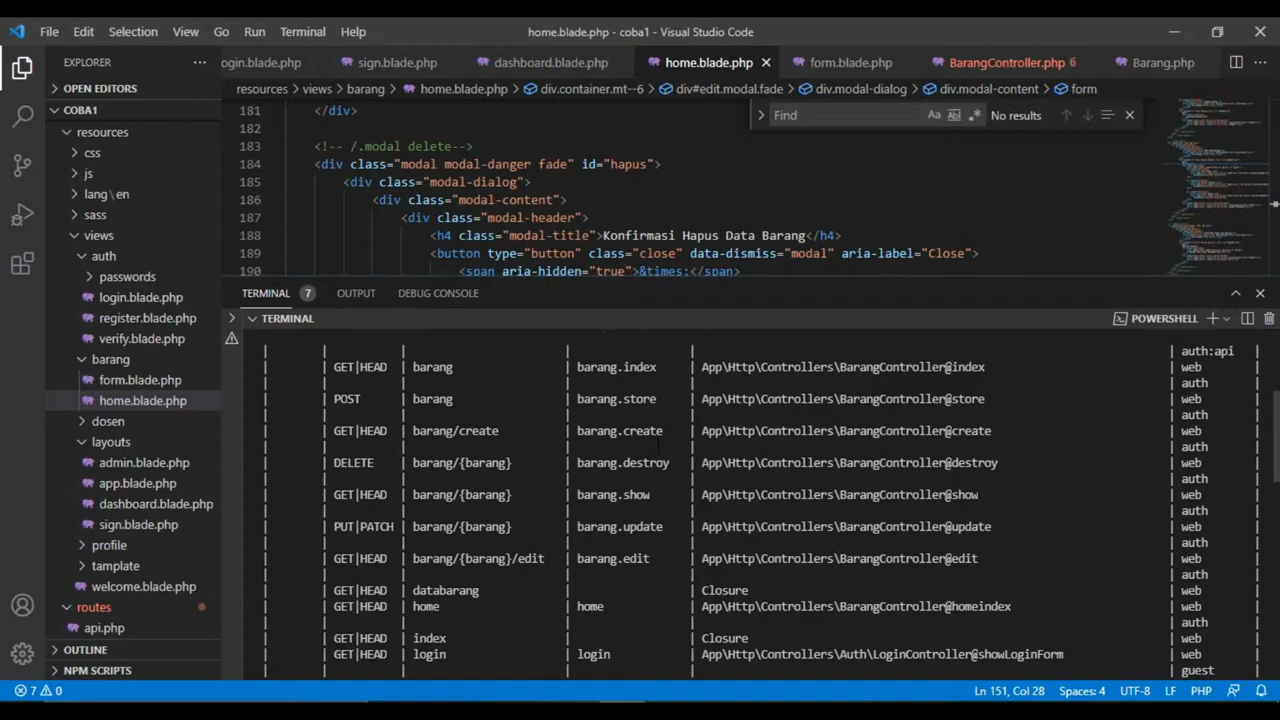 File Edit Selection View Go Run Terminal Help home.blade.php - coba1 - Visual Studio Code
EXPLORER
ogin.blade.php sign.blade.php dashboard.blade.php home.blade.php form.blade.php BarangController.php 6 Barang.php
resources > views > barang > home.blade.php > div.container.mt--6 > div#edit.modal.fade > div.modal-dialog > div.modal-content > form
OPEN EDITORS
COBA1
resources
css
js
lang \ en
sass
views
auth
passwords
login.blade.php
register.blade.php
verify.blade.php
barang
form.blade.php
home.blade.php
dosen
layouts
admin.blade.php
app.blade.php
dashboard.blade.php
sign.blade.php
profile
tamplate
welcome.blade.php
routes
api.php
OUTLINE
NPM SCRIPTS
Find Aa Ab .* No results
181 </div>
182
183 <!-- /.modal delete-->
184 <div class="modal modal-danger fade" id="hapus">
185 <div class="modal-dialog">
186 <div class="modal-content">
187 <div class="modal-header">
188 <h4 class="modal-title">Konfirmasi Hapus Data Barang</h4>
189 <button type="button" class="close" data-dismiss="modal" aria-label="Close">
190 <span aria-hidden="true">&times;</span>
TERMINAL 7 OUTPUT DEBUG CONSOLE
TERMINAL POWERSHELL
| | | | | auth:api |
| GET|HEAD | barang | barang.index | App\Http\Controllers\BarangController@index | web |
| | | | | auth |
| POST | barang | barang.store | App\Http\Controllers\BarangController@store | web |
| | | | | auth |
| GET|HEAD | barang/create | barang.create | App\Http\Controllers\BarangController@create | web |
| | | | | auth |
| DELETE | barang/{barang} | barang.destroy | App\Http\Controllers\BarangController@destroy | web |
| | | | | auth |
| GET|HEAD | barang/{barang} | barang.show | App\Http\Controllers\BarangController@show | web |
| | | | | auth |
| PUT|PATCH | barang/{barang} | barang.update | App\Http\Controllers\BarangController@update | web |
| | | | | auth |
| GET|HEAD | barang/{barang}/edit | barang.edit | App\Http\Controllers\BarangController@edit | web |
| | | | | auth |
| GET|HEAD | databarang | | Closure | web |
| GET|HEAD | home | home | App\Http\Controllers\BarangController@homeindex | web |
| | | | | auth |
| GET|HEAD | index | | Closure | web |
| GET|HEAD | login | login | App\Http\Controllers\Auth\LoginController@showLoginForm | web |
| | | | | guest |
7 0 Ln 151, Col 28 Spaces: 4 UTF-8 LF PHP